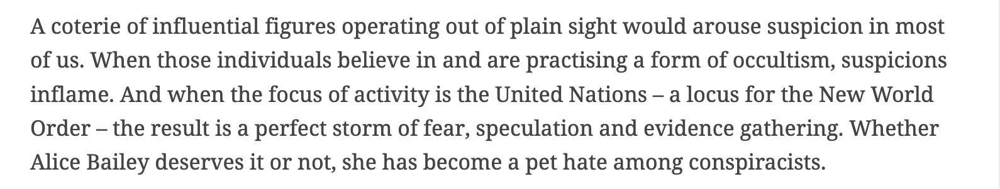 A coterie of influential figures operating out of plain sight would arouse suspicion in most
of us. When those individuals believe in and are practising a form of occultism, suspicions
inflame. And when the focus of activity is the United Nations – a locus for the New World
Order – the result is a perfect storm of fear, speculation and evidence gathering. Whether
Alice Bailey deserves it or not, she has become a pet hate among conspiracists.